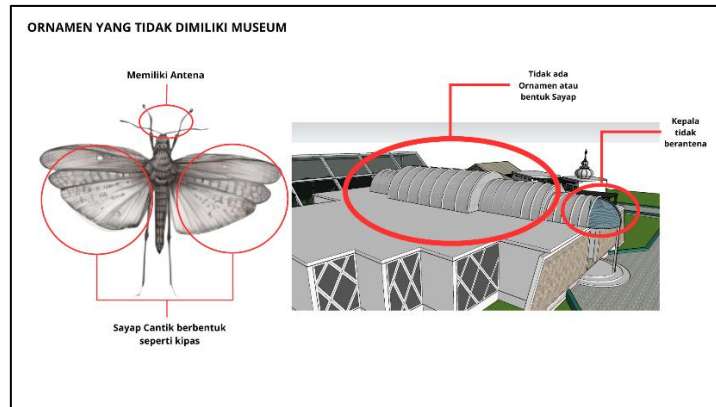 ORNAMEN YANG TIDAK DIMILIKI MUSEUM
Memiliki Antena
Sayap Cantik berbentuk
seperti kipas
Tidak ada
Ornamen atau
bentuk Sayap
Kepala
tidak
berantena